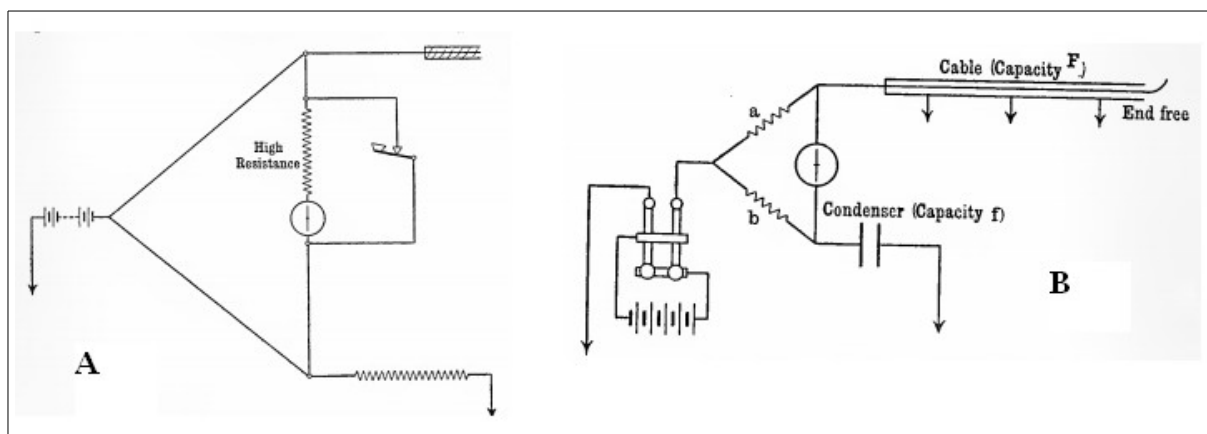 High
Resistance
A
Cable (Capacity F.)
End free
a
b
Condenser (Capacity f)
B